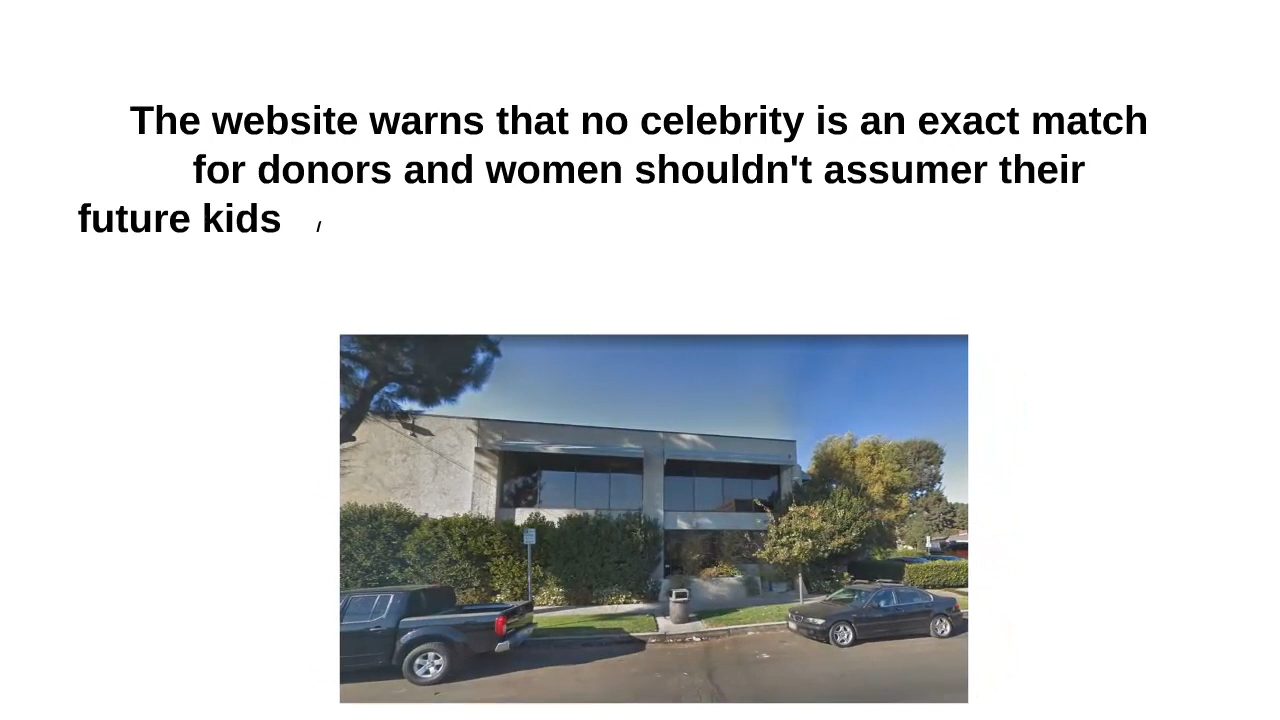 The website warns that no celebrity is an exact match
for donors and women shouldn't assumer their
future kids